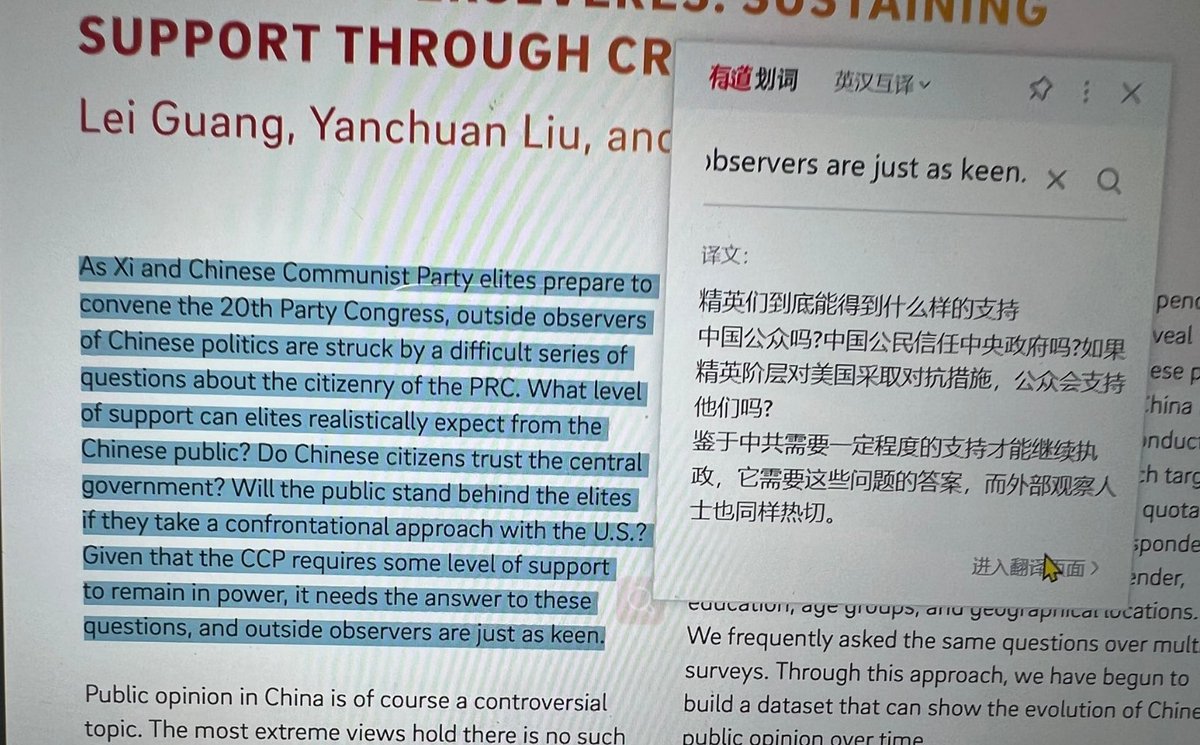 SUSTAINING
SUPPORT THROUGH CR
Lei Guang, Yanchuan Liu, and
As Xi and Chinese Communist Party elites prepare to
convene the 20th Party Congress, outside observers
of Chinese politics are struck by a difficult series of
questions about the citizenry of the PRC. What level
of support can elites realistically expect from the
Chinese public? Do Chinese citizens trust the central
government? Will the public stand behind the elites
if they take a confrontational approach with the U.S.?
Given that the CCP requires some level of support
to remain in power, it needs the answer to these
questions, and outside observers are just as keen.
Public opinion in China is of course a controversial
topic. The most extreme views hold there is no such
有道划词 英汉互译
observers are just as keen.
译文:
精英们到底能得到什么样的支持
中国公众吗?中国公民信任中央政府吗?如果
精英阶层对美国采取对抗措施，公众会支持
他们吗?
鉴于中共需要一定程度的支持才能继续执
政，它需要这些问题的答案，而外部观察人
士也同样热切。
进入翻译页面
pend
veal
ese p
China
onduct
ch targ
quota
sponde
ender,
education, age groups, and geographical locations.
We frequently asked the same questions over mult
surveys. Through this approach, we have begun to
build a dataset that can show the evolution of Chine
public opinion over time